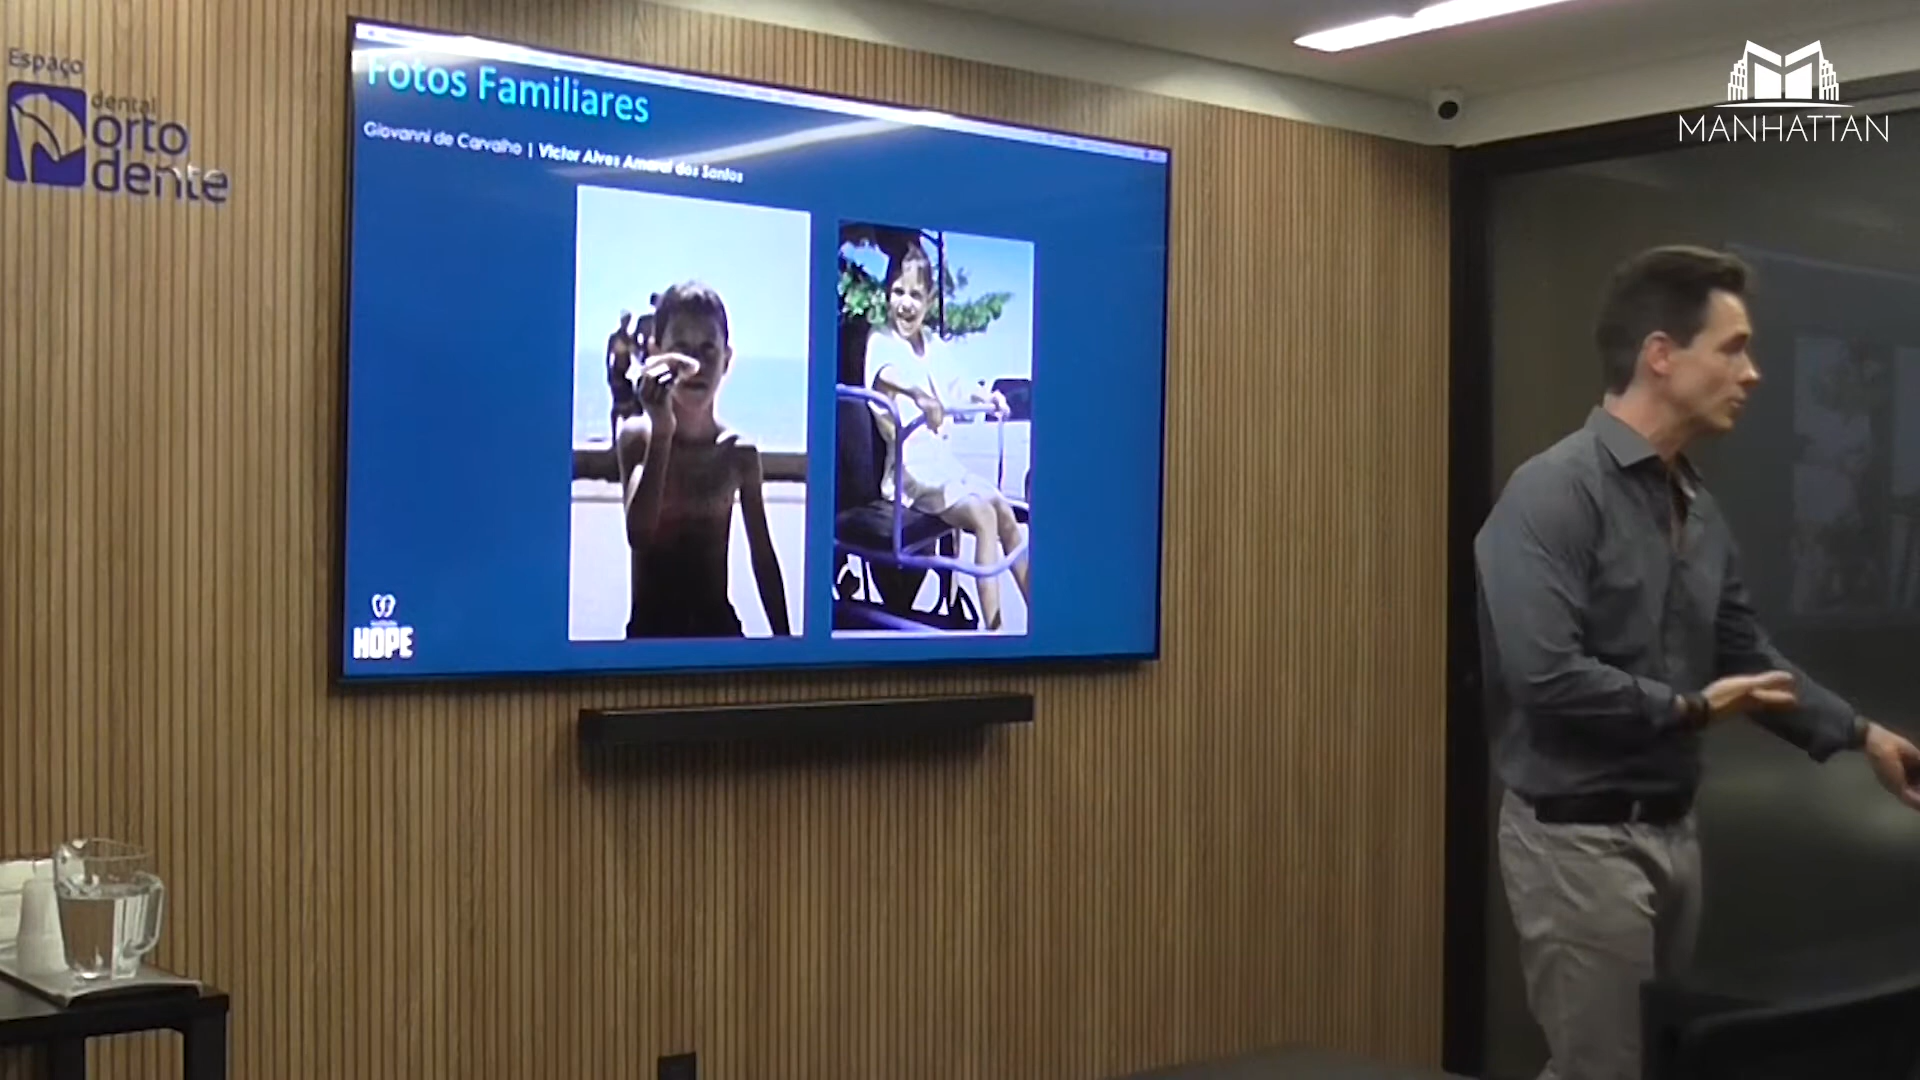 Espaço
dental
orto
dente
Fotos Familiares
Giovanni de Carvalho | Victor Alves Amaral dos Santos
HOPE
MANHATTAN